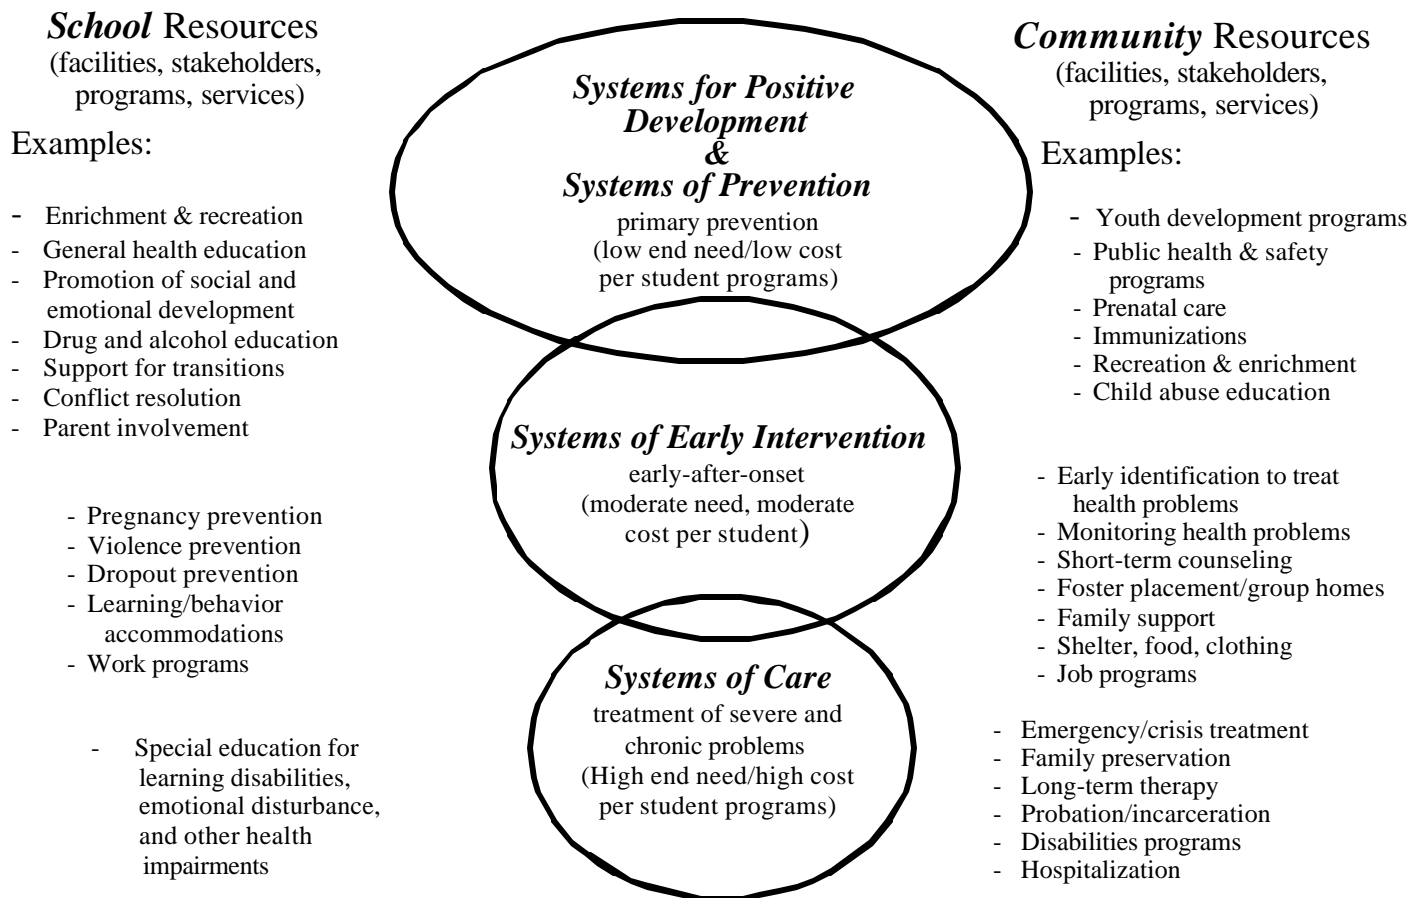 School Resources
(facilities, stakeholders,
programs, services)
Examples:
- Enrichment & recreation
- General health education
- Promotion of social and
emotional development
- Drug and alcohol education
- Support for transitions
- Conflict resolution
- Parent involvement
- Pregnancy prevention
- Violence prevention
- Dropout prevention
- Learning/behavior
accommodations
- Work programs
- Special education for
learning disabilities,
emotional disturbance,
and other health
impairments
Systems for Positive
Development
&
Systems of Prevention
primary prevention
(low end need/low cost
per student programs)
Systems of Early Intervention
early-after-onset
(moderate need, moderate
cost per student)
Systems of Care
treatment of severe and
chronic problems
(High end need/high cost
per student programs)
Community Resources
(facilities, stakeholders,
programs, services)
Examples:
- Youth development programs
- Public health & safety
programs
- Prenatal care
- Immunizations
- Recreation & enrichment
- Child abuse education
- Early identification to treat
health problems
- Monitoring health problems
- Short-term counseling
- Foster placement/group homes
- Family support
- Shelter, food, clothing
- Job programs
- Emergency/crisis treatment
- Family preservation
- Long-term therapy
- Probation/incarceration
- Disabilities programs
- Hospitalization